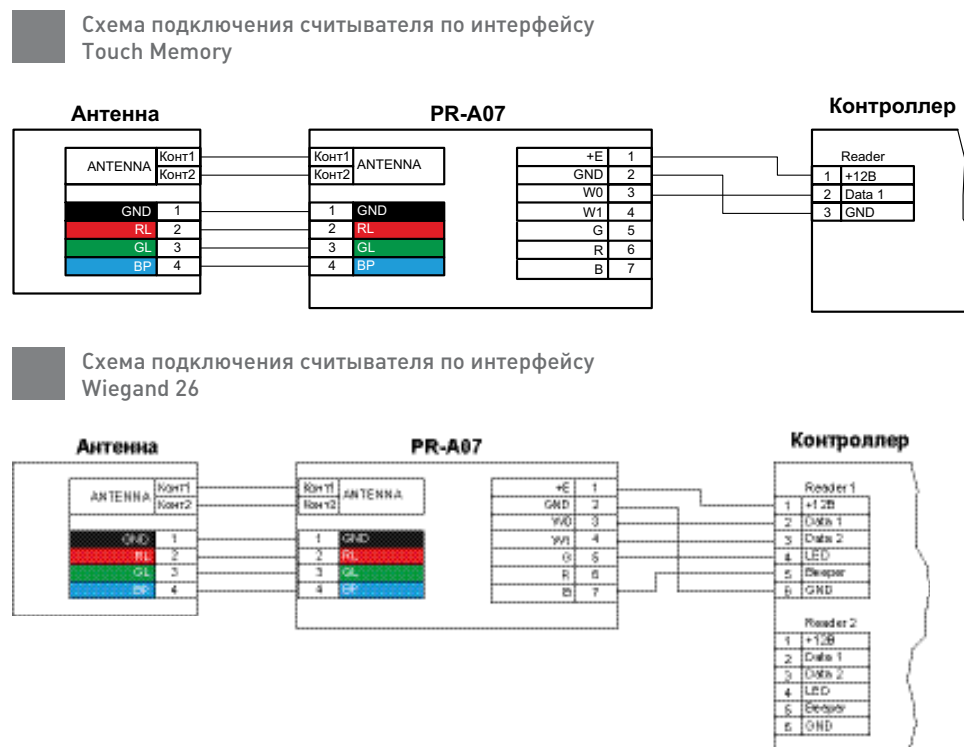 Схема подключения считывателя по интерфейсу
Touch Memory
Антенна
PR-A07
Контроллер
ANTENNA
Конт1
Конт2
GND 1
RL 2
GL 3
BP 4
Конт1
Конт2
ANTENNA
1 GND
2 RL
3 GL
4 BP
+E 1
GND 2
W0 3
W1 4
G 5
R 6
B 7
Reader
1 +12В
2 Data 1
3 GND
Схема подключения считывателя по интерфейсу
Wiegand 26
Антенна
PR-A07
Контроллер
ANTENNA
Конт1
Конт2
GND 1
RL 2
GL 3
BP 4
Конт1
Конт2
ANTENNA
1 GND
2 RL
3 GL
4 BP
+E 1
GND 2
W0 3
W1 4
G 5
R 6
B 7
Reader 1
1 +12В
2 Data 1
3 Data 2
4 LED
5 Beeper
6 GND
Reader 2
1 +12В
2 Data 1
3 Data 2
4 LED
5 Beeper
6 GND